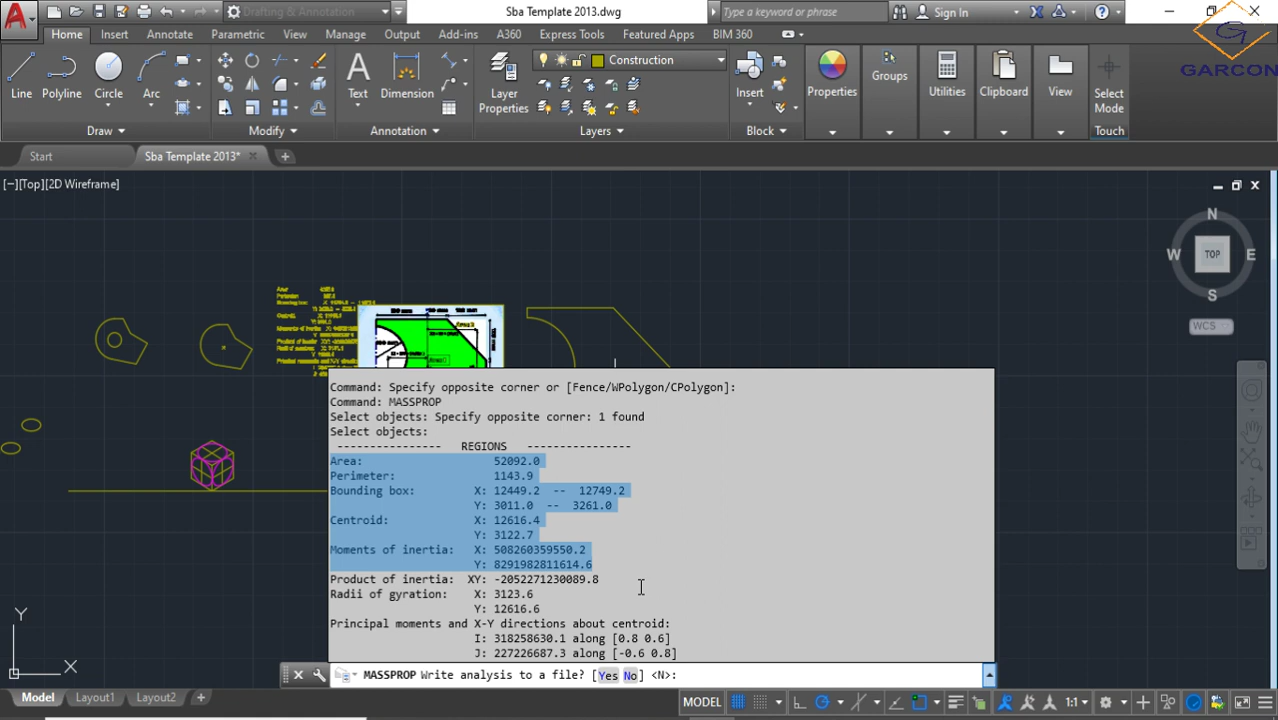 Drafting & Annotation
Sba Template 2013.dwg
Type a keyword or phrase
Sign In
GARCON
Home Insert Annotate Parametric View Manage Output Add-ins A360 Express Tools Featured Apps BIM 360
Construction
Line Polyline Circle Arc
Text Dimension
Layer
Properties
Insert
Properties
Groups
Utilities
Clipboard
View
Select
Mode
Draw Modify Annotation Layers Block Touch
Start Sba Template 2013*
[−][Top][2D Wireframe]
N
W TOP E
S
WCS
Command: Specify opposite corner or [Fence/WPolygon/CPolygon]:
Command: MASSPROP
Select objects: Specify opposite corner: 1 found
Select objects:
---------------- REGIONS ----------------
Area: 52092.0
Perimeter: 1143.9
Bounding box: X: 12449.2 -- 12749.2
Y: 3011.0 -- 3261.0
Centroid: X: 12616.4
Y: 3122.7
Moments of inertia: X: 508260359550.2
Y: 8291982811614.6
Product of inertia: XY: -2052271230089.8
Radii of gyration: X: 3123.6
Y: 12616.6
Principal moments and X-Y directions about centroid:
I: 318258630.1 along [0.8 0.6]
J: 227226687.3 along [-0.6 0.8]
Y
X
MASSPROP Write analysis to a file? [Yes No] <N>:
Model Layout1 Layout2
MODEL
1:1